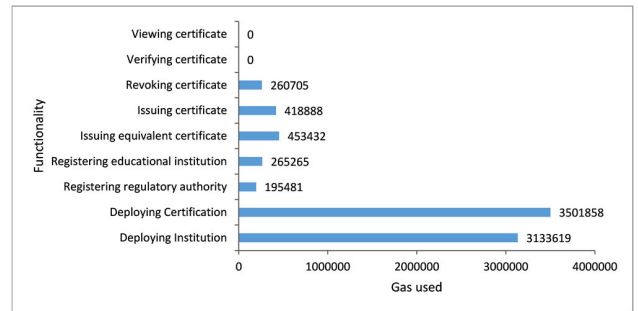 Viewing certificate 0
Verifying certificate 0
Revoking certificate 260705
Issuing certificate 418888
Issuing equivalent certificate 453432
Registering educational institution 265265
Registering regulatory authority 195481
Deploying Certification 3501858
Deploying Institution 3133619
Functionality
0 1000000 2000000 3000000 4000000
Gas used